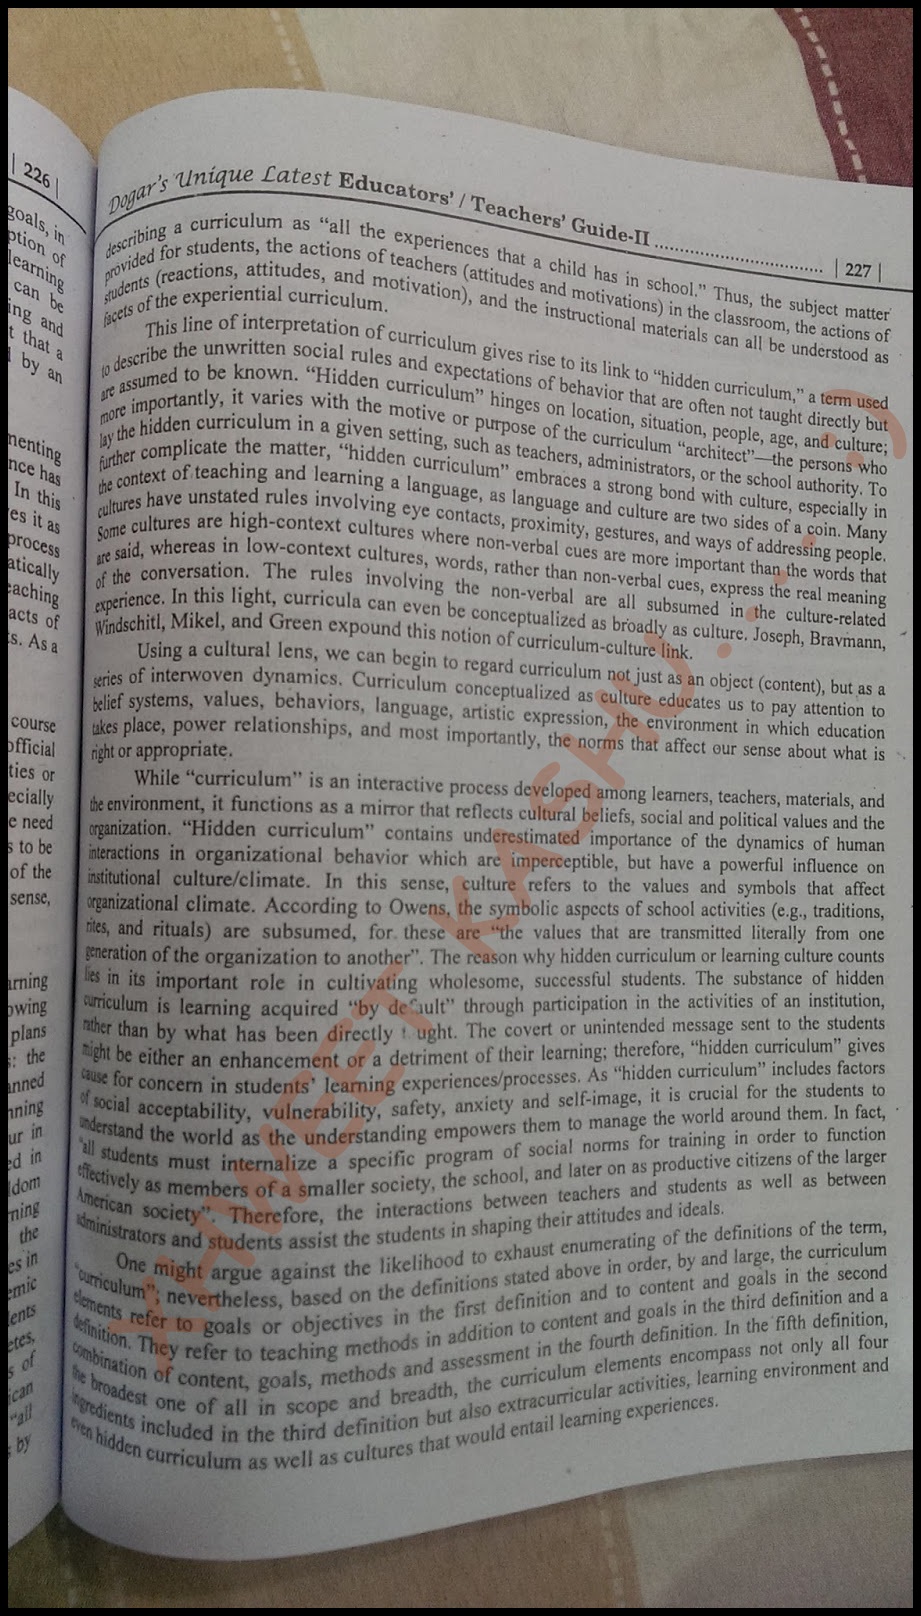 | 226 |
goals, in
ption of
learning
can be
ing and
t that a
by an
menting
nce has
In this
es it as
process
atically
eaching
acts of
s. As a
course
official
ties or
ecially
e need
s to be
of the
sense,
arning
owing
plans
s: the
anned
nning
ur in
ed in
ldom
rning
the
es in
emic
ents
etes,
s of
ican
"all
by
Dogar's Unique Latest Educators' / Teachers' Guide-II .............................. | 227 |
describing a curriculum as "all the experiences that a child has in school." Thus, the subject matter
provided for students, the actions of teachers (attitudes and motivations) in the classroom, the actions of
students (reactions, attitudes, and motivation), and the instructional materials can all be understood as
facets of the experiential curriculum.
This line of interpretation of curriculum gives rise to its link to "hidden curriculum," a term used
to describe the unwritten social rules and expectations of behavior that are often not taught directly but
are assumed to be known. "Hidden curriculum" hinges on location, situation, people, age, and culture;
more importantly, it varies with the motive or purpose of the curriculum "architect"—the persons who
lay the hidden curriculum in a given setting, such as teachers, administrators, or the school authority. To
further complicate the matter, "hidden curriculum" embraces a strong bond with culture, especially in
the context of teaching and learning a language, as language and culture are two sides of a coin. Many
cultures have unstated rules involving eye contacts, proximity, gestures, and ways of addressing people.
Some cultures are high-context cultures where non-verbal cues are more important than the words that
are said, whereas in low-context cultures, words, rather than non-verbal cues, express the real meaning
of the conversation. The rules involving the non-verbal are all subsumed in the culture-related
experience. In this light, curricula can even be conceptualized as broadly as culture. Joseph, Bravmann,
Windschitl, Mikel, and Green expound this notion of curriculum-culture link.
Using a cultural lens, we can begin to regard curriculum not just as an object (content), but as a
series of interwoven dynamics. Curriculum conceptualized as culture educates us to pay attention to
belief systems, values, behaviors, language, artistic expression, the environment in which education
takes place, power relationships, and most importantly, the norms that affect our sense about what is
right or appropriate.
While "curriculum" is an interactive process developed among learners, teachers, materials, and
the environment, it functions as a mirror that reflects cultural beliefs, social and political values and the
organization. "Hidden curriculum" contains underestimated importance of the dynamics of human
interactions in organizational behavior which are imperceptible, but have a powerful influence on
institutional culture/climate. In this sense, culture refers to the values and symbols that affect
organizational climate. According to Owens, the symbolic aspects of school activities (e.g., traditions,
rites, and rituals) are subsumed, for these are "the values that are transmitted literally from one
generation of the organization to another". The reason why hidden curriculum or learning culture counts
lies in its important role in cultivating wholesome, successful students. The substance of hidden
curriculum is learning acquired "by default" through participation in the activities of an institution,
rather than by what has been directly taught. The covert or unintended message sent to the students
might be either an enhancement or a detriment of their learning; therefore, "hidden curriculum" gives
cause for concern in students' learning experiences/processes. As "hidden curriculum" includes factors
of social acceptability, vulnerability, safety, anxiety and self-image, it is crucial for the students to
understand the world as the understanding empowers them to manage the world around them. In fact,
"all students must internalize a specific program of social norms for training in order to function
effectively as members of a smaller society, the school, and later on as productive citizens of the larger
American society". Therefore, the interactions between teachers and students as well as between
administrators and students assist the students in shaping their attitudes and ideals.
One might argue against the likelihood to exhaust enumerating of the definitions of the term,
"curriculum"; nevertheless, based on the definitions stated above in order, by and large, the curriculum
elements refer to goals or objectives in the first definition and to content and goals in the second
definition. They refer to teaching methods in addition to content and goals in the third definition and a
combination of content, goals, methods and assessment in the fourth definition. In the fifth definition,
the broadest one of all in scope and breadth, the curriculum elements encompass not only all four
ingredients included in the third definition but also extracurricular activities, learning environment and
even hidden curriculum as well as cultures that would entail learning experiences.